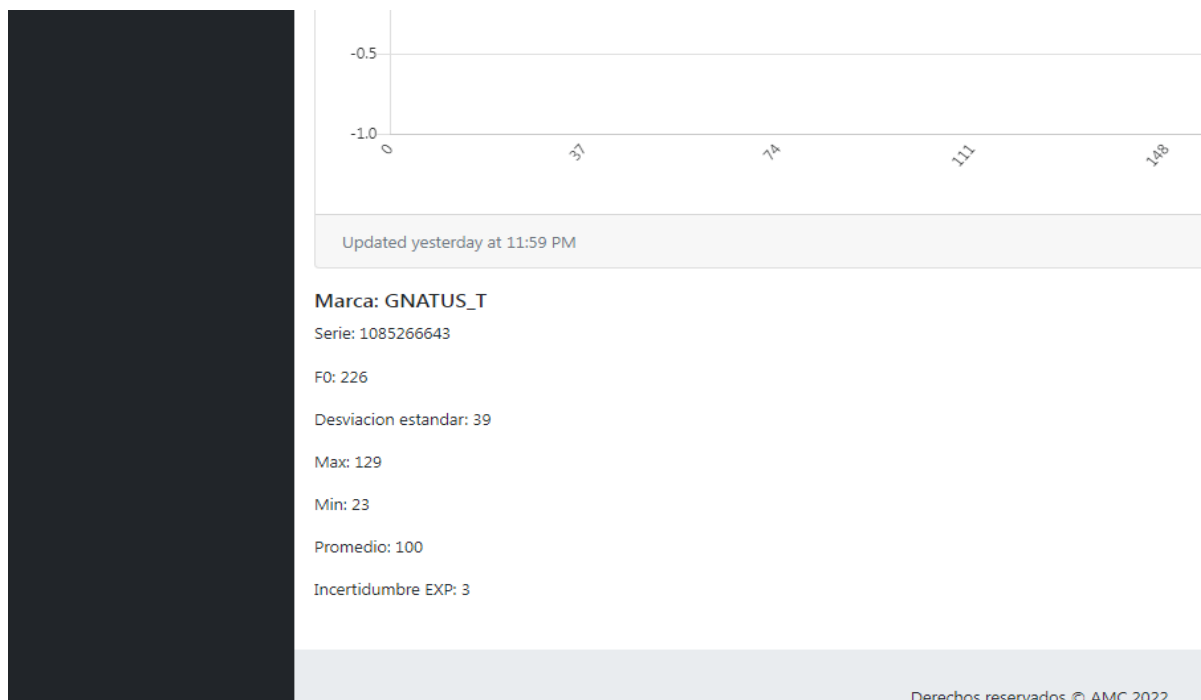 -0.5
-1.0
0 37 74 111 148
Updated yesterday at 11:59 PM
Marca: GNATUS_T
Serie: 1085266643
F0: 226
Desviacion estandar: 39
Max: 129
Min: 23
Promedio: 100
Incertidumbre EXP: 3
Derechos reservados © AMC 2022